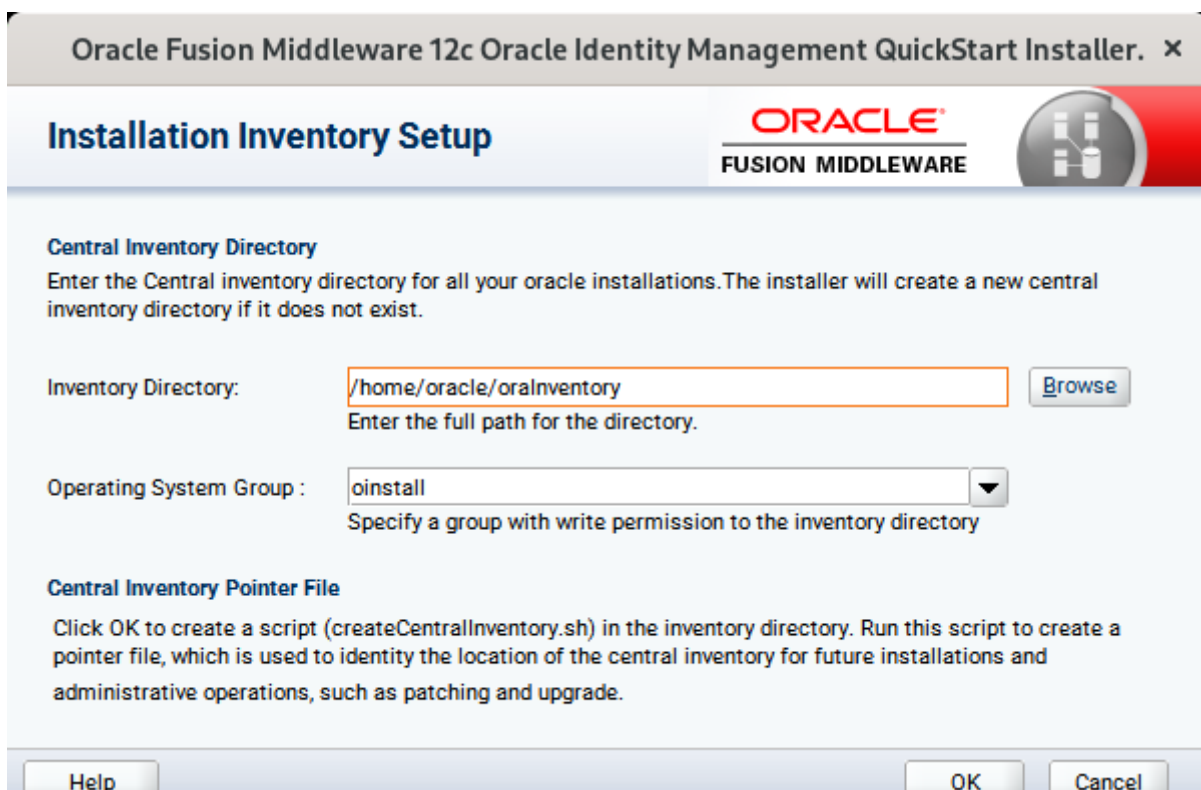 Oracle Fusion Middleware 12c Oracle Identity Management QuickStart Installer. ×
Installation Inventory Setup
ORACLE®
FUSION MIDDLEWARE
Central Inventory Directory
Enter the Central inventory directory for all your oracle installations.The installer will create a new central
inventory directory if it does not exist.
Inventory Directory: /home/oracle/oraInventory Browse
Enter the full path for the directory.
Operating System Group : oinstall
Specify a group with write permission to the inventory directory
Central Inventory Pointer File
Click OK to create a script (createCentralInventory.sh) in the inventory directory. Run this script to create a
pointer file, which is used to identity the location of the central inventory for future installations and
administrative operations, such as patching and upgrade.
Help OK Cancel